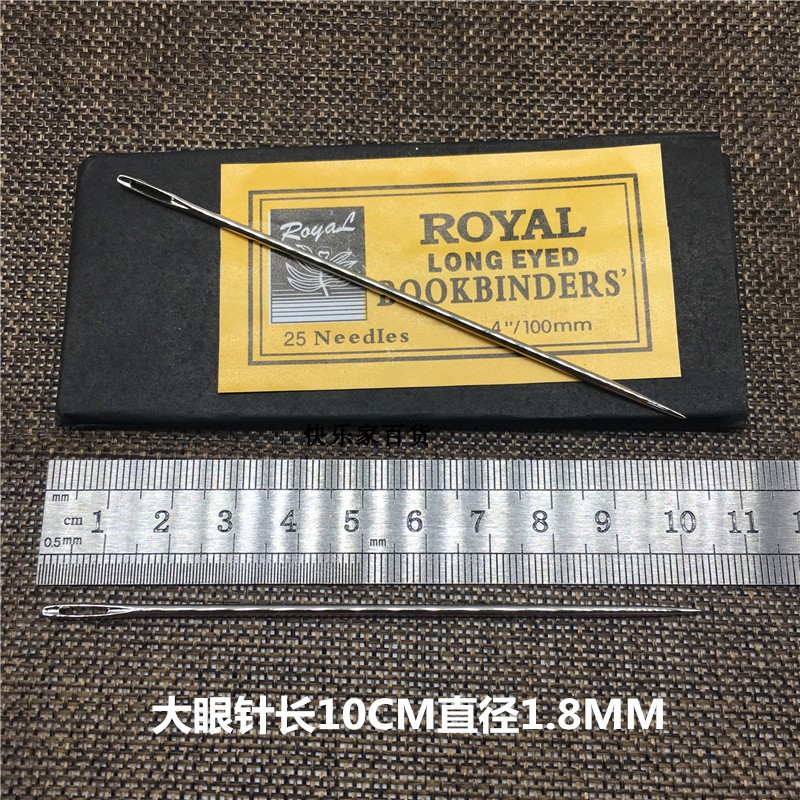 RoyaL
ROYAL
LONG EYED
BOOKBINDERS'
25 Needles
4"/100mm
快乐家百货
mm
cm 1 2 3 4 5 6 7 8 9 10 11
0.5mm
mm
大眼针长10CM直径1.8MM